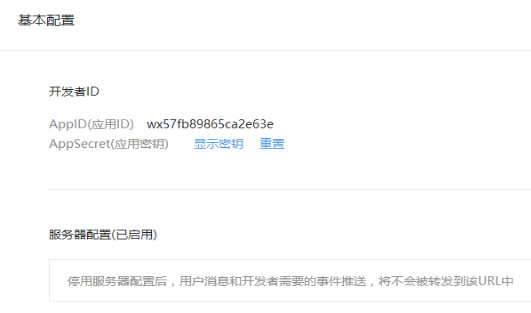 基本配置
开发者ID
AppID(应用ID) wx57fb89865ca2e63e
AppSecret(应用密钥) 显示密钥 重置
服务器配置(已启用)
停用服务器配置后，用户消息和开发者需要的事件推送，将不会被转发到该URL中